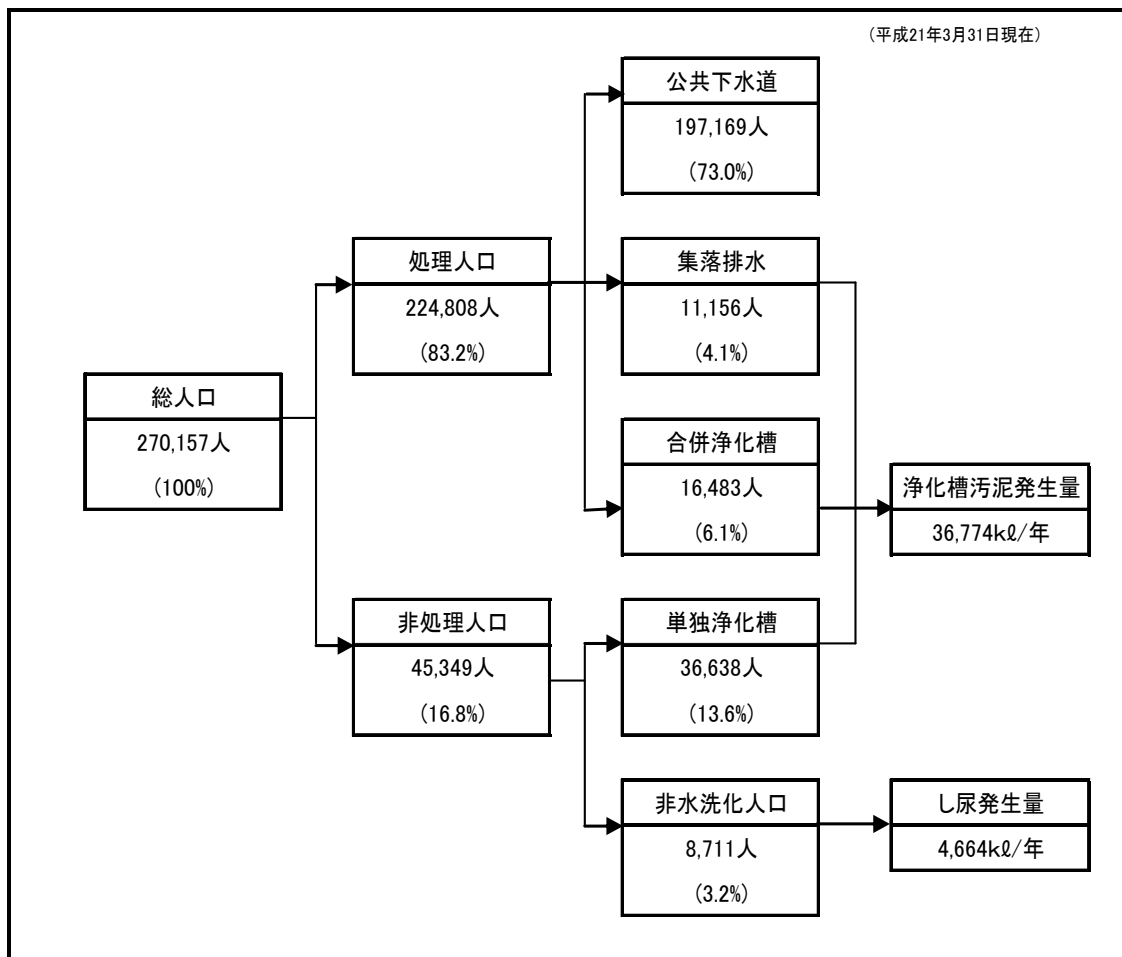 (平成21年3月31日現在)
公共下水道
197,169人
(73.0%)
処理人口
224,808人
(83.2%)
集落排水
11,156人
(4.1%)
総人口
270,157人
(100%)
合併浄化槽
16,483人
(6.1%)
浄化槽汚泥発生量
36,774kℓ/年
非処理人口
45,349人
(16.8%)
単独浄化槽
36,638人
(13.6%)
非水洗化人口
8,711人
(3.2%)
し尿発生量
4,664kℓ/年